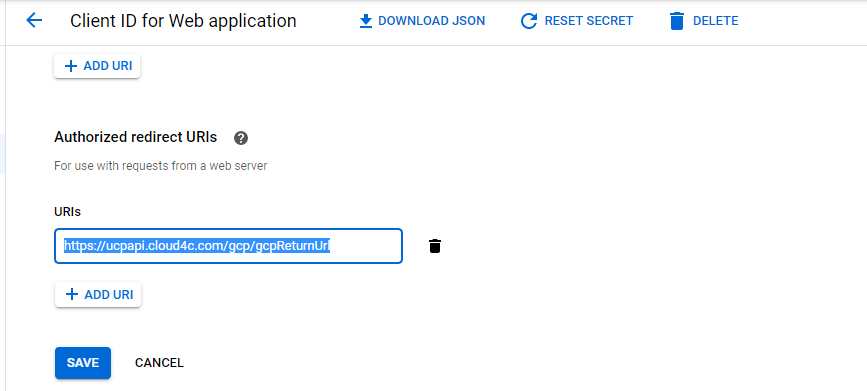 Client ID for Web application DOWNLOAD JSON RESET SECRET DELETE
ADD URI
Authorized redirect URIs
For use with requests from a web server
URIs
https://ucpapi.cloud4c.com/gcp/gcpReturnUrl
ADD URI
SAVE CANCEL